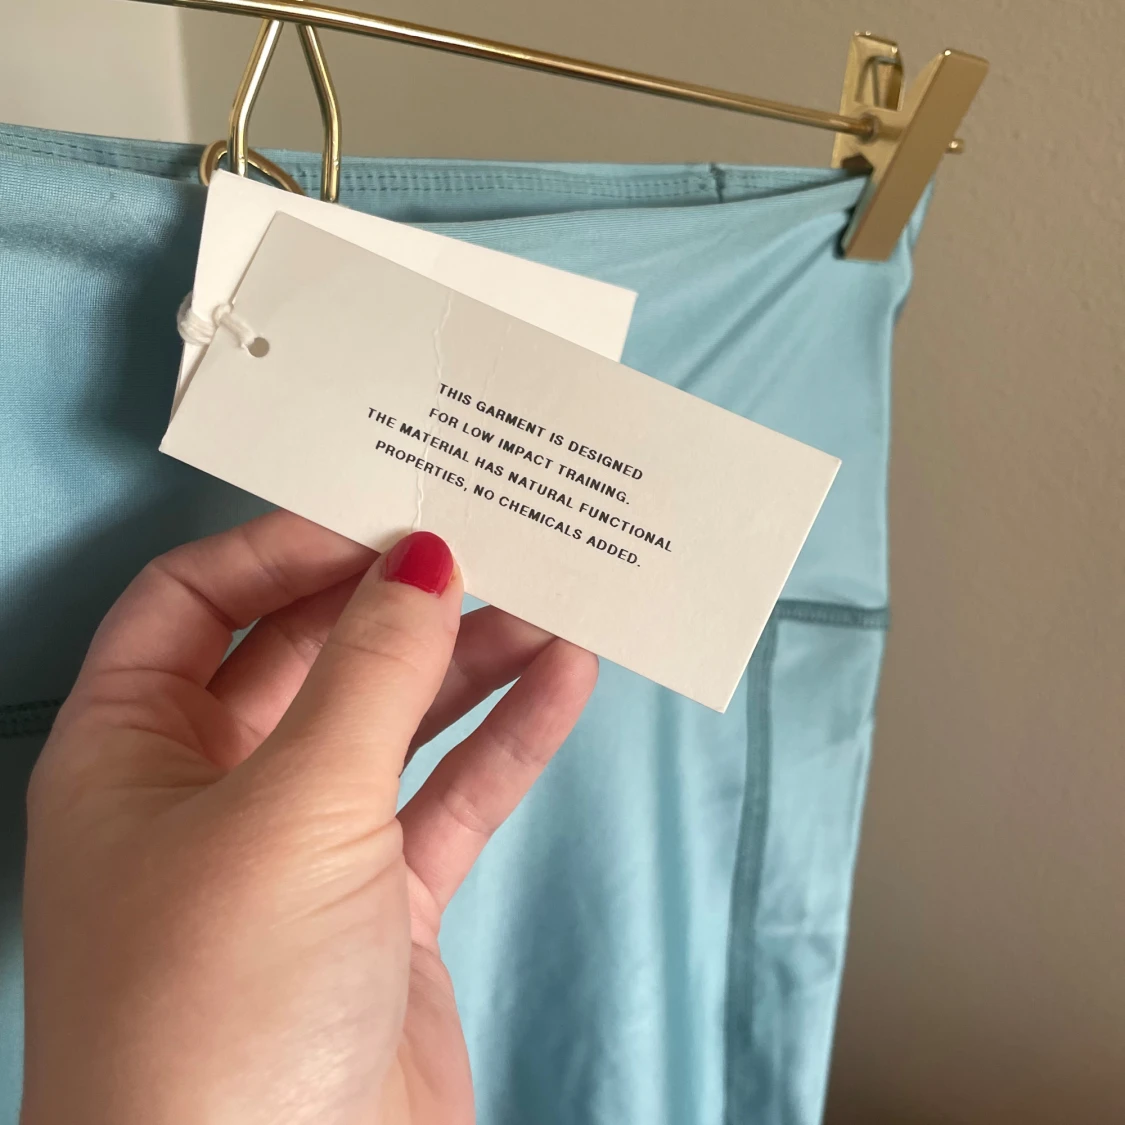 THIS GARMENT IS DESIGNED
FOR LOW IMPACT TRAINING.
THE MATERIAL HAS NATURAL FUNCTIONAL
PROPERTIES, NO CHEMICALS ADDED.